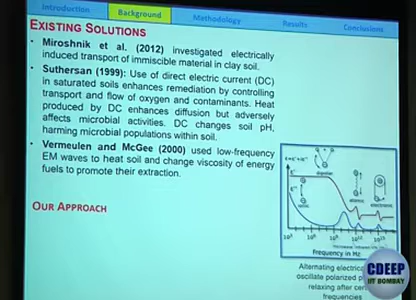 Introduction
Background
Methodology
Results
Conclusions
EXISTING SOLUTIONS
• Miroshnik et al. (2012) investigated electrically
induced transport of immiscible material in clay soil.
• Suthersan (1999): Use of direct electric current (DC)
in saturated soils enhances remediation by controlling
transport and flow of oxygen and contaminants. Heat
produced by DC enhances diffusion but adversely
affects microbial activities. DC changes soil pH,
harming microbial populations within soil.
• Vermeulen and McGee (2000) used low-frequency
EM waves to heat soil and change viscosity of energy
fuels to promote their extraction.
OUR APPROACH
dipolar
ionic
atomic
electronic
Frequency in Hz
Alternating
oscillate polarized
relaxing after
frequencies
CDEEP
IIT BOMBAY